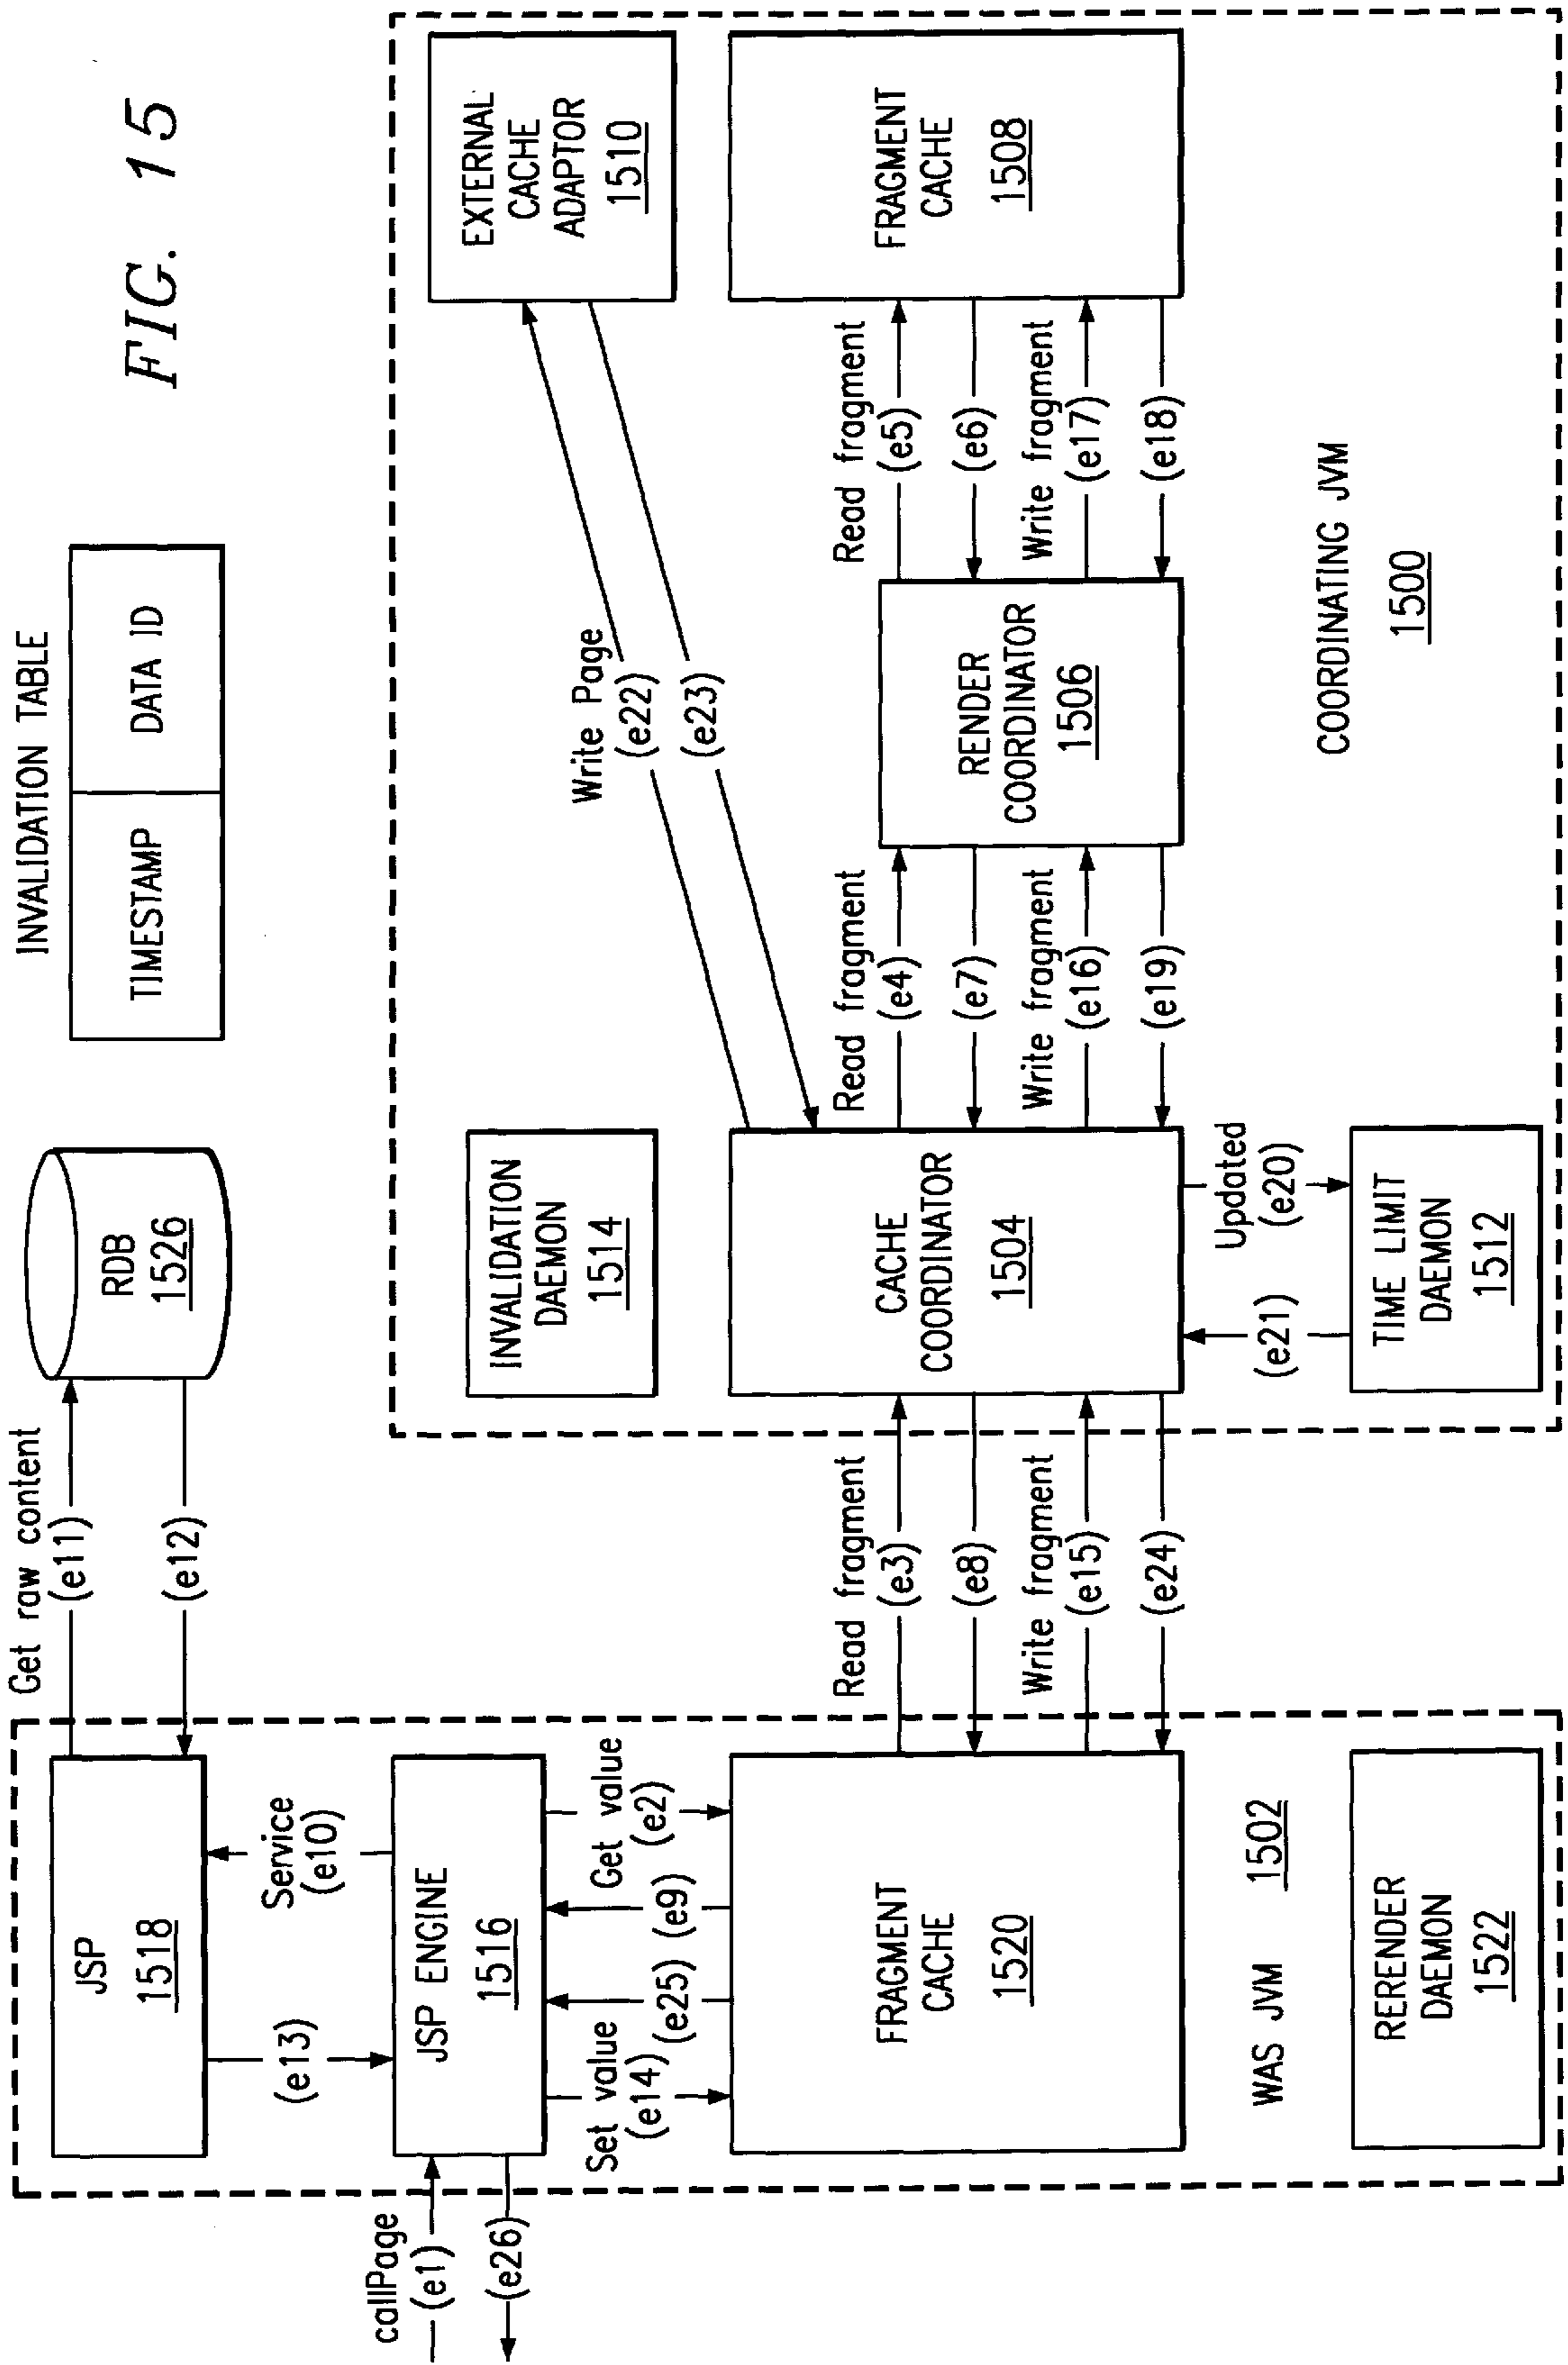 FIG. 15
INVALIDATION TABLE
TIMESTAMP
DATA ID
RDB
1526
Get raw content
(e11)
(e12)
JSP
1518
Service
(e10)
(e13)
callPage
(e1)
(e26)
JSP ENGINE
1516
Get value
(e2)
(e9)
(e25)
Set value
(e14)
FRAGMENT
CACHE
1520
WAS JVM 1502
RERENDER
DAEMON
1522
Read fragment
(e3)
(e8)
Write fragment
(e15)
(e24)
INVALIDATION
DAEMON
1514
CACHE
COORDINATOR
1504
Updated
(e20)
(e21)
TIME LIMIT
DAEMON
1512
Write Page
(e22)
(e23)
Read fragment
(e4)
(e7)
Write fragment
(e16)
(e19)
RENDER
COORDINATOR
1506
Read fragment
(e5)
(e6)
Write fragment
(e17)
(e18)
EXTERNAL
CACHE
ADAPTOR
1510
FRAGMENT
CACHE
1508
COORDINATING JVM
1500